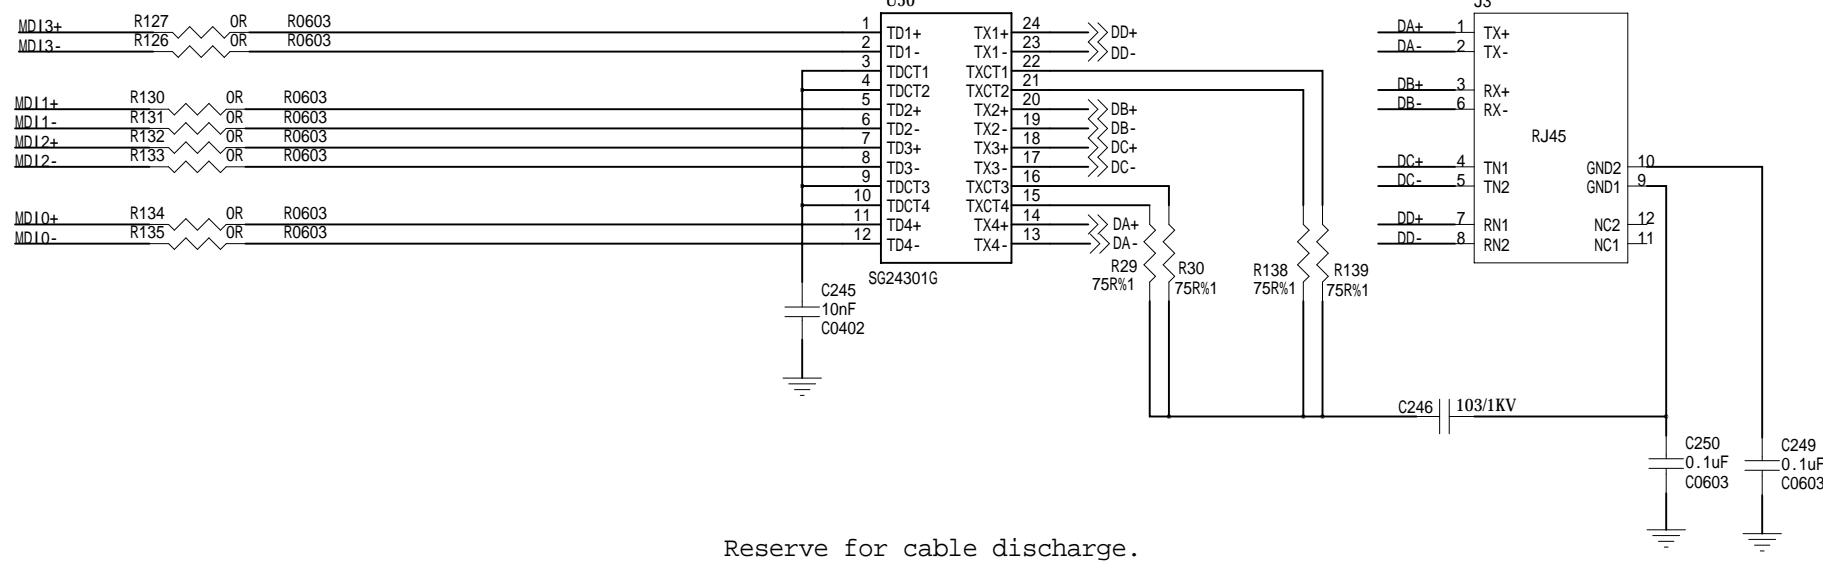 U50
J3
MDI3+ R127 0R R0603
MDI3- R126 0R R0603
MDI1+ R130 0R R0603
MDI1- R131 0R R0603
MDI2+ R132 0R R0603
MDI2- R133 0R R0603
MDI0+ R134 0R R0603
MDI0- R135 0R R0603
1 TD1+ TX1+ 24 DD+
2 TD1- TX1- 23 DD-
3 TDCT1 TXCT1 22
4 TDCT2 TXCT2 21
5 TD2+ TX2+ 20 DB+
6 TD2- TX2- 19 DB-
7 TD3+ TX3+ 18 DC+
8 TD3- TX3- 17 DC-
9 TDCT3 TXCT3 16
10 TDCT4 TXCT4 15
11 TD4+ TX4+ 14 DA+
12 TD4- TX4- 13 DA-
SG24301G
C245
10nF
C0402
R29
75R%1
R30
75R%1
R138
75R%1
R139
75R%1
DA+ 1 TX+
DA- 2 TX-
DB+ 3 RX+
DB- 6 RX-
RJ45
DC+ 4 TN1 GND2 10
DC- 5 TN2 GND1 9
DD+ 7 RN1 NC2 12
DD- 8 RN2 NC1 11
C246 103/1KV
C250
0.1uF
C0603
C249
0.1uF
C0603
Reserve for cable discharge.